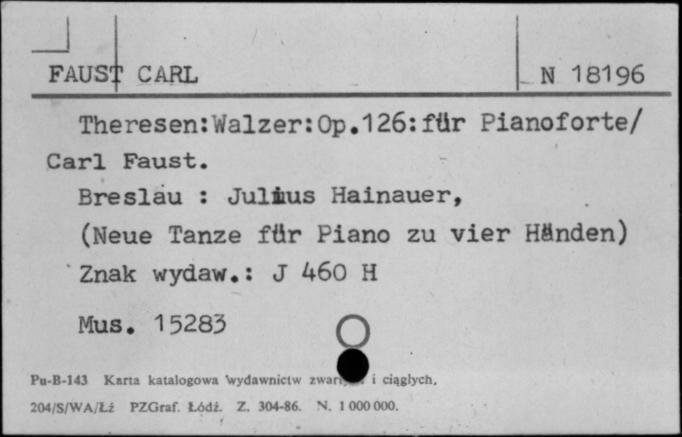 FAUST CARL
N 18196
Theresen:Walzer:Op.126:für Pianoforte/
Carl Faust.
Breslau : Julius Hainauer,
(Neue Tanze für Piano zu vier Händen)
Znak wydaw.: J 460 H
Mus. 15283
Pu-B-143 Karta katalogowa wydawnictw i ciągłych.
204/S/WA/Łż PZGraf. Łódź. Z. 304-86. N. 1 000 000.